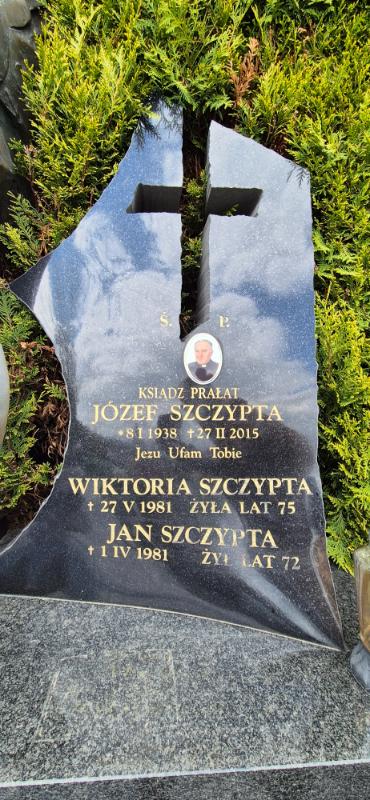 Ś. P.
KSIĄDZ PRAŁAT
JÓZEF SZCZYPTA
* 8 I 1938 † 27 II 2015
Jezu Ufam Tobie
WIKTORIA SZCZYPTA
† 27 V 1981 ŻYŁA LAT 75
JAN SZCZYPTA
† 1 IV 1981 ŻYŁ LAT 72